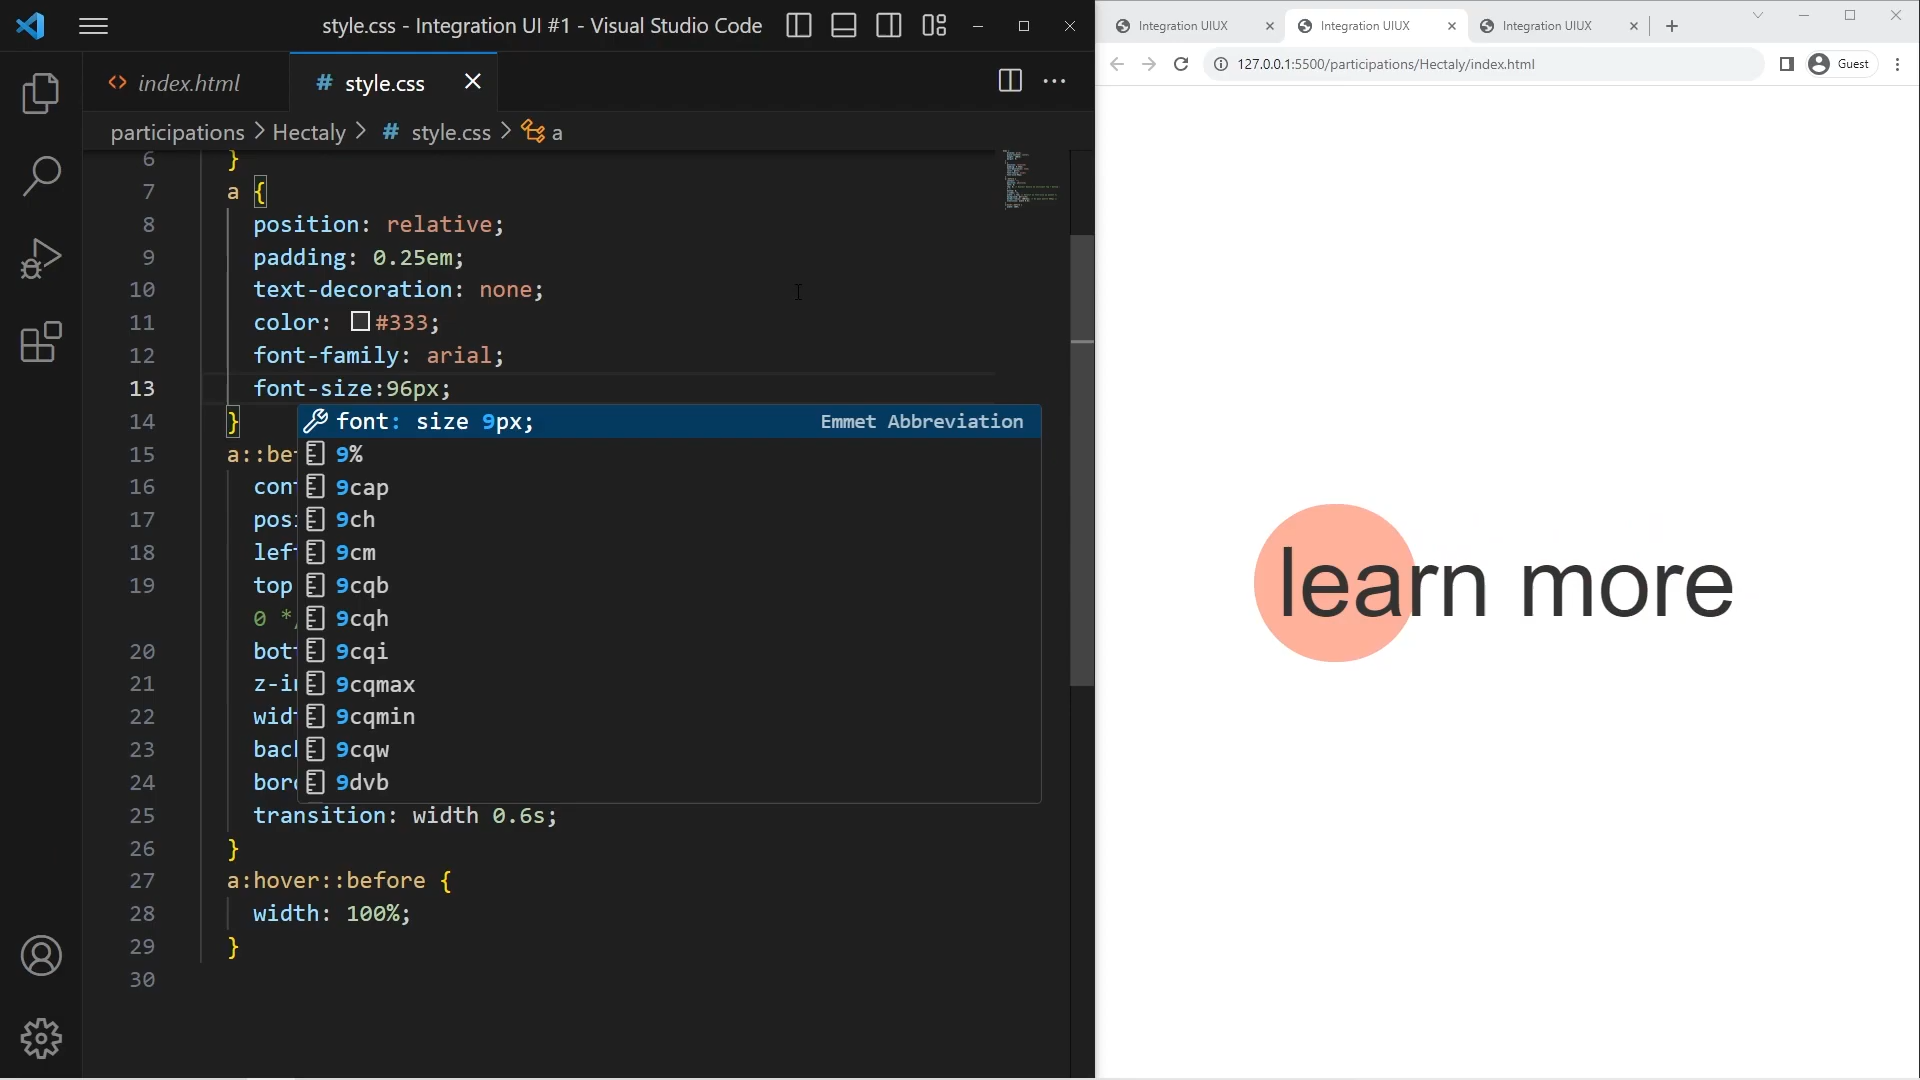 style.css - Integration UI #1 - Visual Studio Code
index.html
# style.css
participations > Hectaly > # style.css > a
6 }
7 a {
8 position: relative;
9 padding: 0.25em;
10 text-decoration: none;
11 color: #333;
12 font-family: arial;
13 font-size:96px;
14 }
font: size 9px; Emmet Abbreviation
15 a::be
9%
16 con
9cap
17 pos
9ch
18 left
9cm
19 top
9cqb
0 *
9cqh
20 bot
9cqi
21 z-i
9cqmax
22 wid
9cqmin
23 bac
9cqw
24 bor
9dvb
25 transition: width 0.6s;
26 }
27 a:hover::before {
28 width: 100%;
29 }
30
Integration UIUX
Integration UIUX
Integration UIUX
127.0.0.1:5500/participations/Hectaly/index.html
Guest
learn more